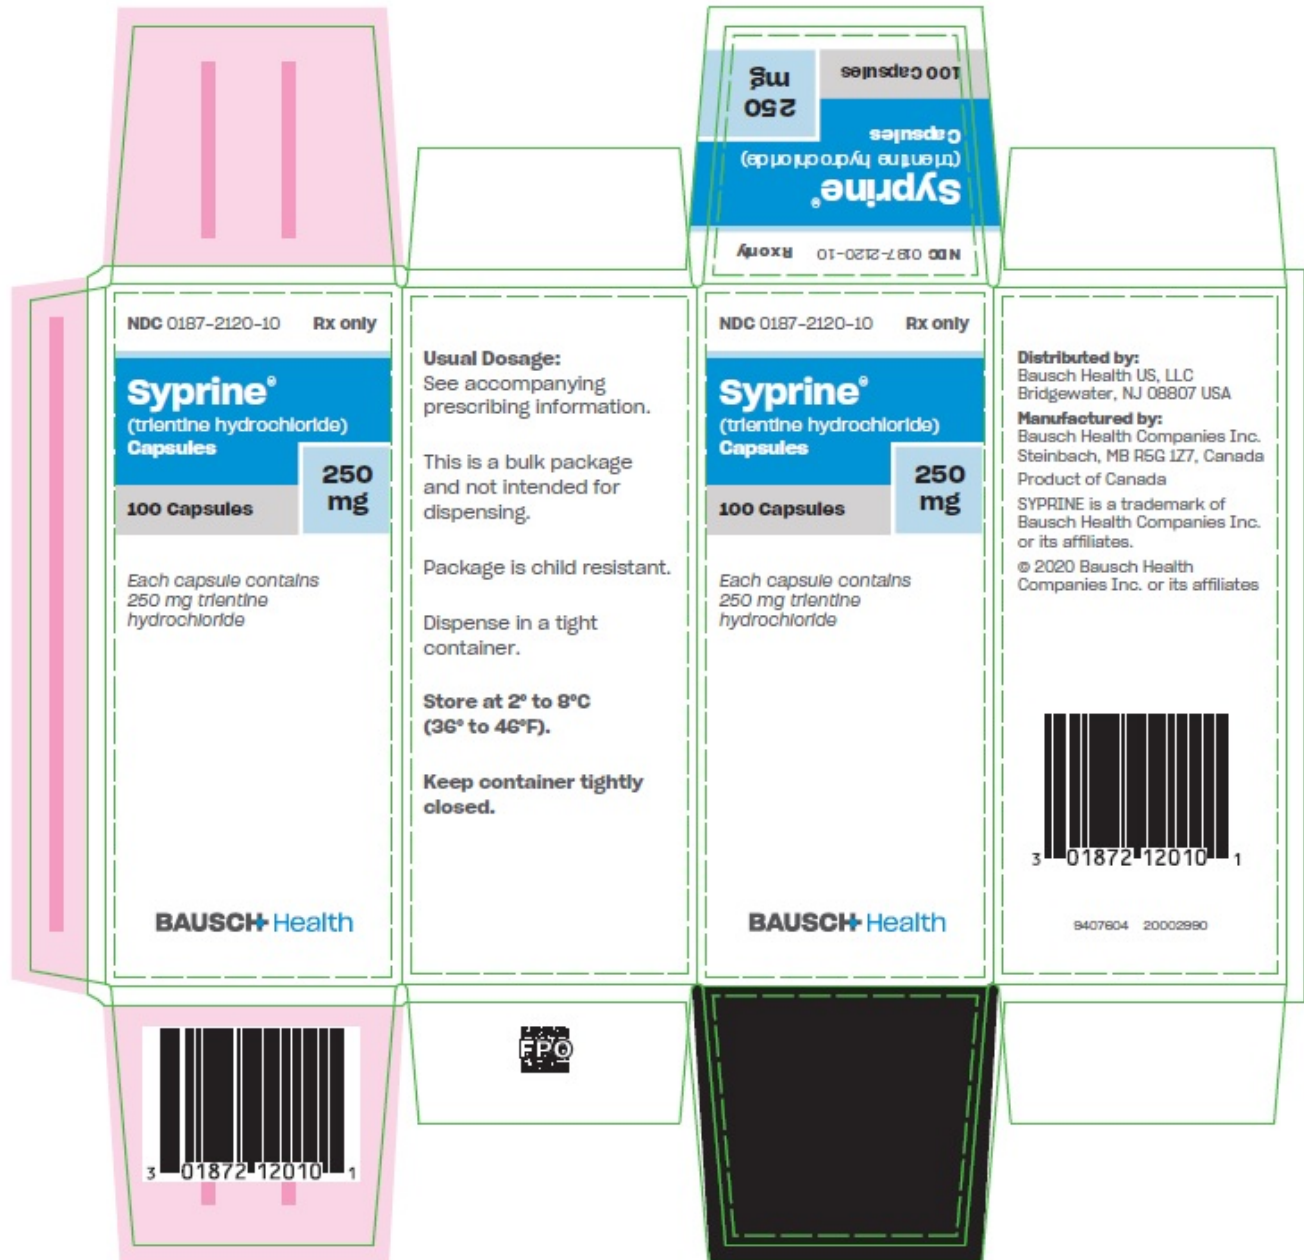 100 Capsules
250
mg
Syprine®
(trientine hydrochloride)
Capsules
NDC 0187-2120-10 Rx only
NDC 0187-2120-10 Rx only
Syprine®
(trientine hydrochloride)
Capsules
250
mg
100 Capsules
Each capsule contains
250 mg trientine
hydrochloride
BAUSCH+Health
Usual Dosage:
See accompanying
prescribing information.
This is a bulk package
and not intended for
dispensing.
Package is child resistant.
Dispense in a tight
container.
Store at 2° to 8°C
(36° to 46°F).
Keep container tightly
closed.
NDC 0187-2120-10 Rx only
Syprine®
(trientine hydrochloride)
Capsules
250
mg
100 Capsules
Each capsule contains
250 mg trientine
hydrochloride
BAUSCH+Health
Distributed by:
Bausch Health US, LLC
Bridgewater, NJ 08807 USA
Manufactured by:
Bausch Health Companies Inc.
Steinbach, MB R5G 1Z7, Canada
Product of Canada
SYPRINE is a trademark of
Bausch Health Companies Inc.
or its affiliates.
© 2020 Bausch Health
Companies Inc. or its affiliates
3 01872 12010 1
9407604 20002990
3 01872 12010 1
FPO